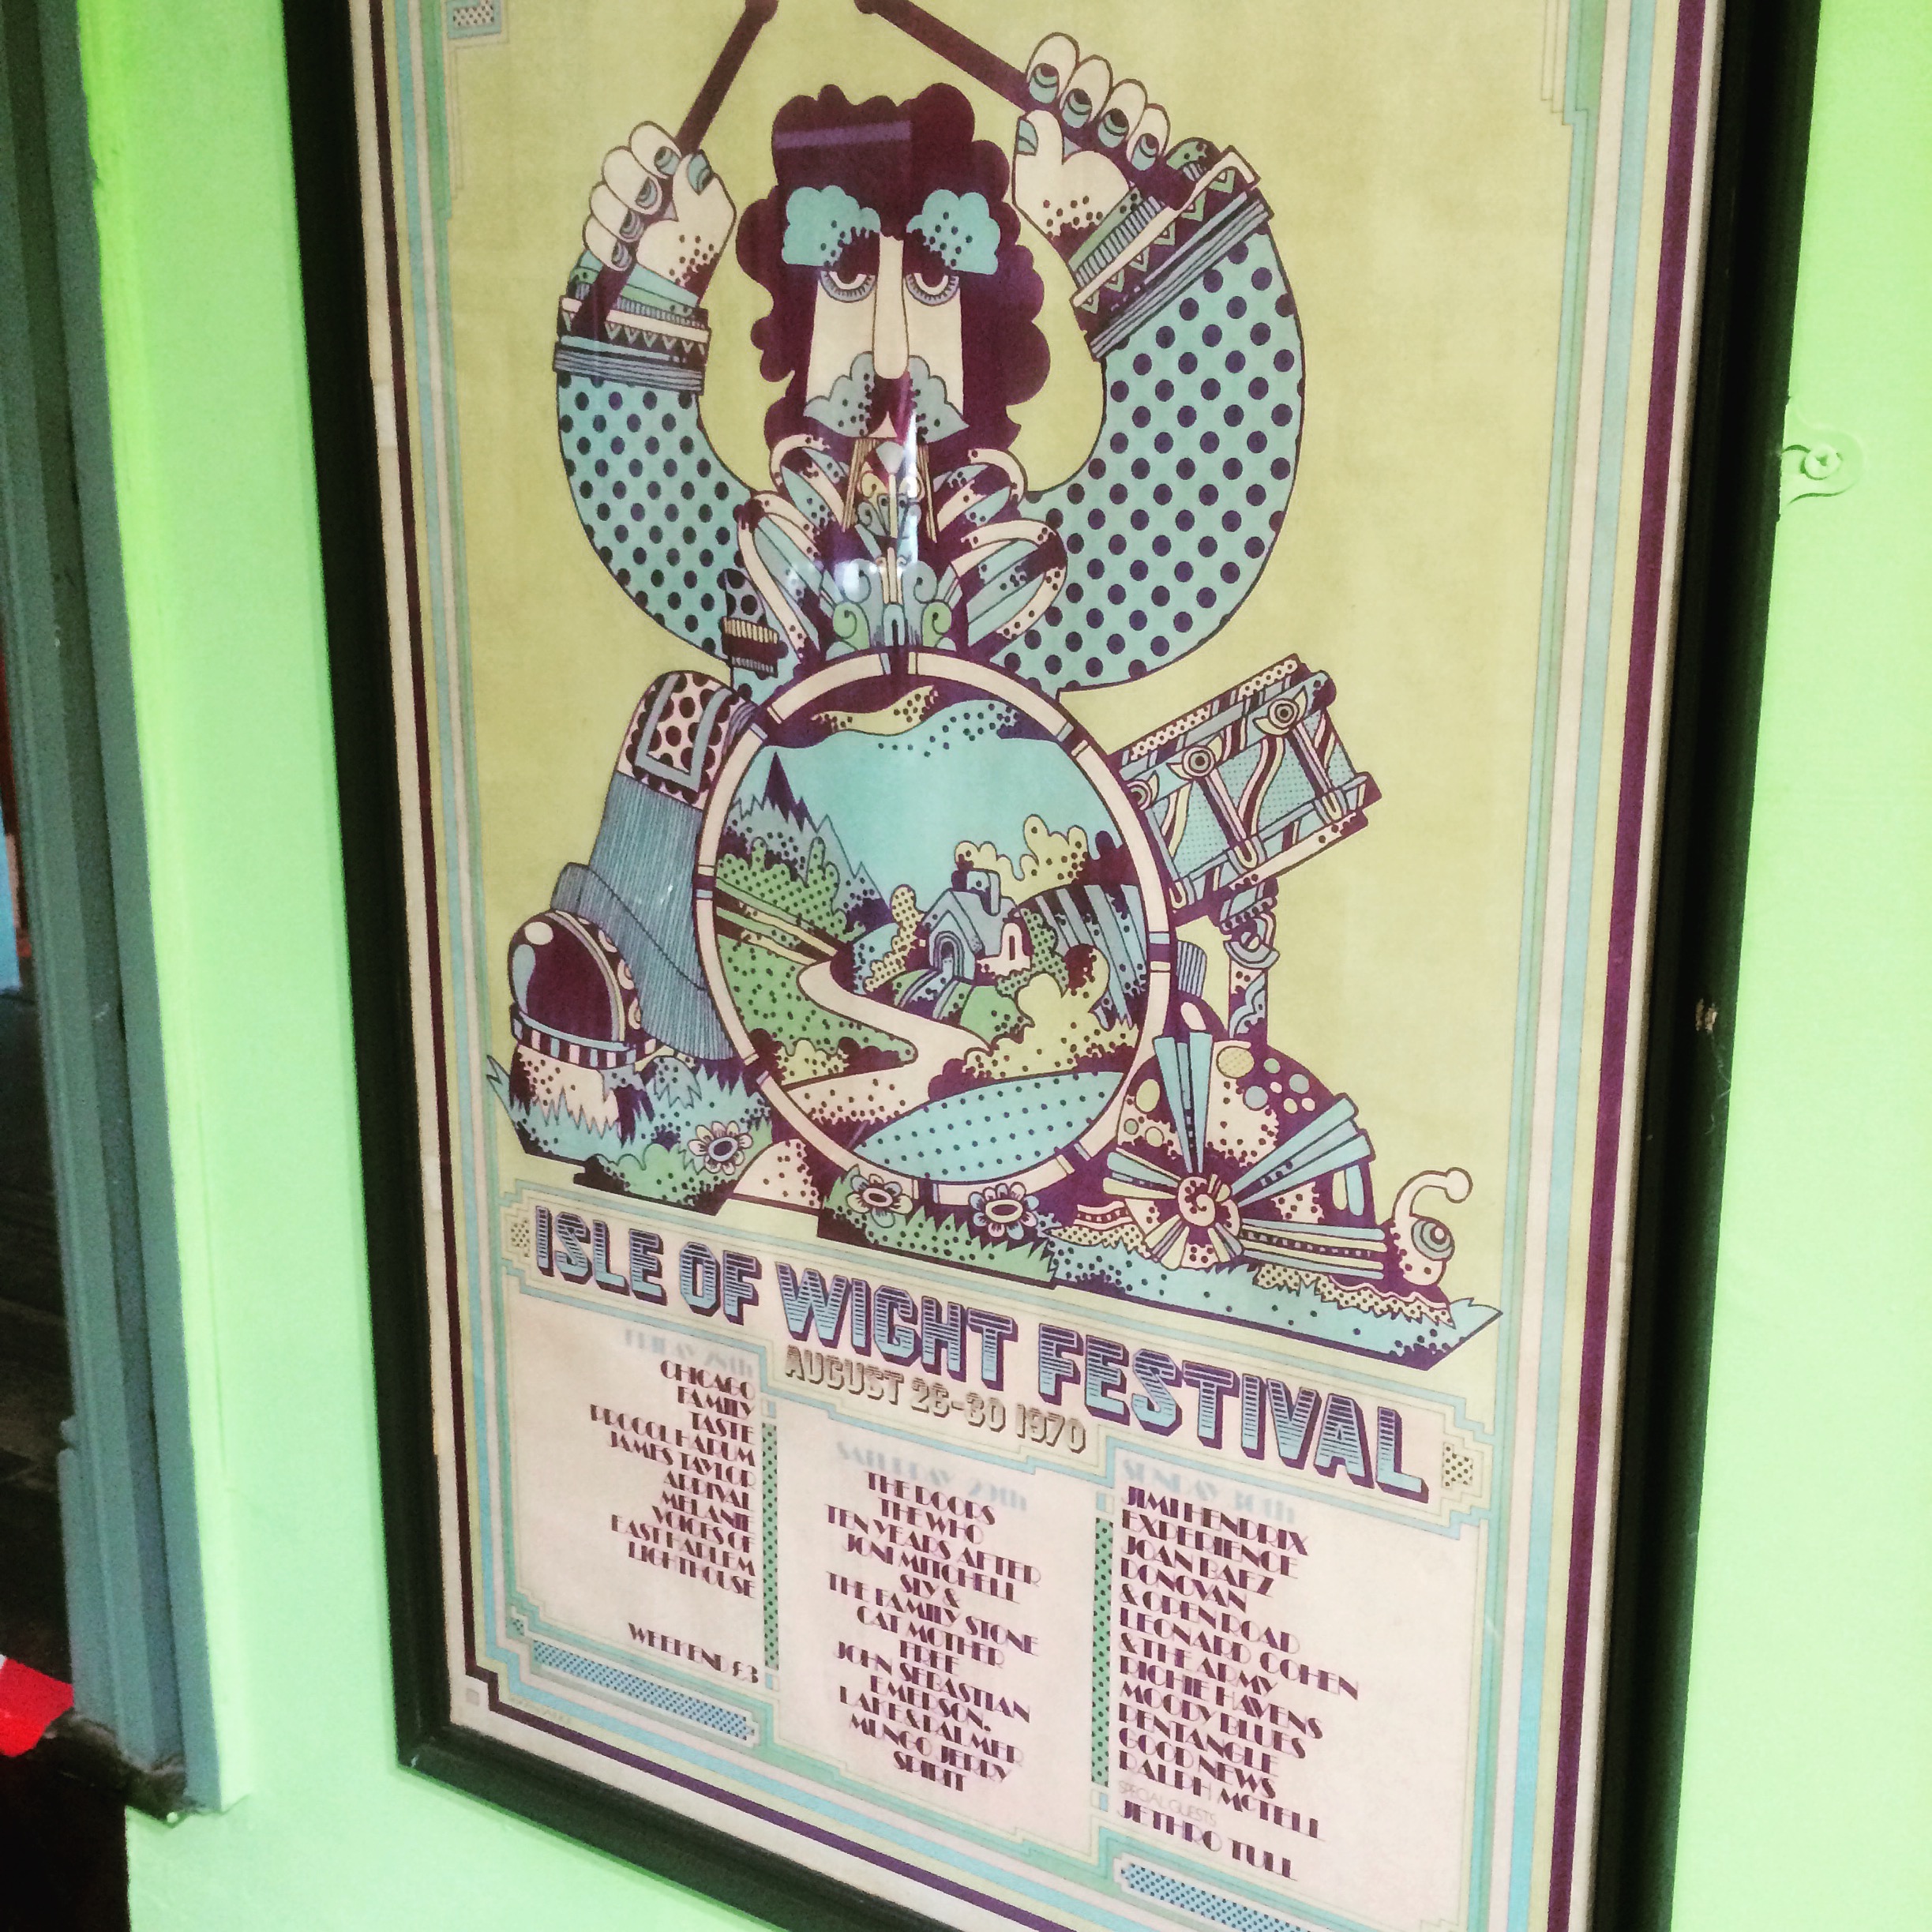 ISLE OF WIGHT FESTIVAL
AUGUST 26-30 1970
FRIDAY 28th
CHICAGO
FAMILY
TASTE
PROCOL HARUM
JAMES TAYLOR
ARRIVAL
MELANIE
VOICES OF
EAST HARLEM
LIGHTHOUSE
WEEKEND £3
SATURDAY 29th
THE DOORS
THE WHO
TEN YEARS AFTER
JONI MITCHELL
SLY &
THE FAMILY STONE
CAT MOTHER
FREE
JOHN SEBASTIAN
EMERSON,
LAKE & PALMER
MUNGO JERRY
SPIRIT
SUNDAY 30th
JIMI HENDRIX
EXPERIENCE
JOAN BAEZ
DONOVAN
& OPEN ROAD
LEONARD COHEN
& THE ARMY
RICHIE HAVENS
MOODY BLUES
PENTANGLE
GOOD NEWS
RALPH MCTELL
SPECIAL GUESTS
JETHRO TULL